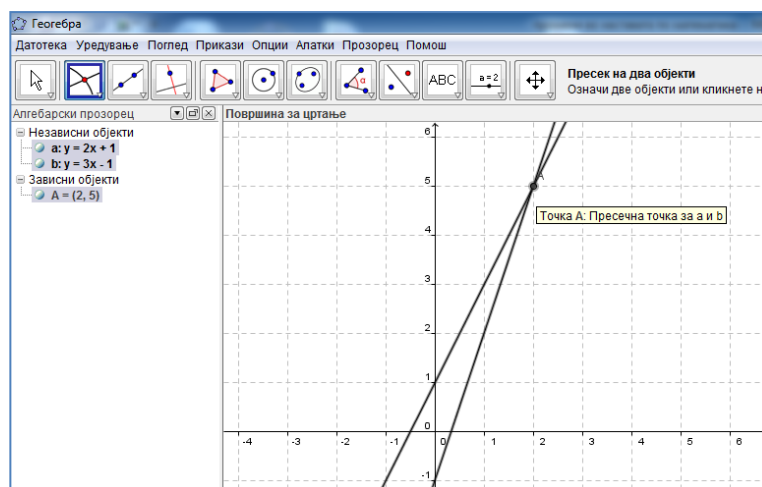 Геогебра
Датотека Уредување Поглед Прикази Опции Алатки Прозорец Помош
ABC
a=2
α
Пресек на два објекти
Означи две објекти или кликнете н
Алгебарски прозорец
Површина за цртање
Независни објекти
a: y = 2x + 1
b: y = 3x - 1
Зависни објекти
A = (2, 5)
6
A
5
Точка A: Пресечна точка за a и b
4
3
2
1
0
-4 -3 -2 -1 0 1 2 3 4 5 6
-1